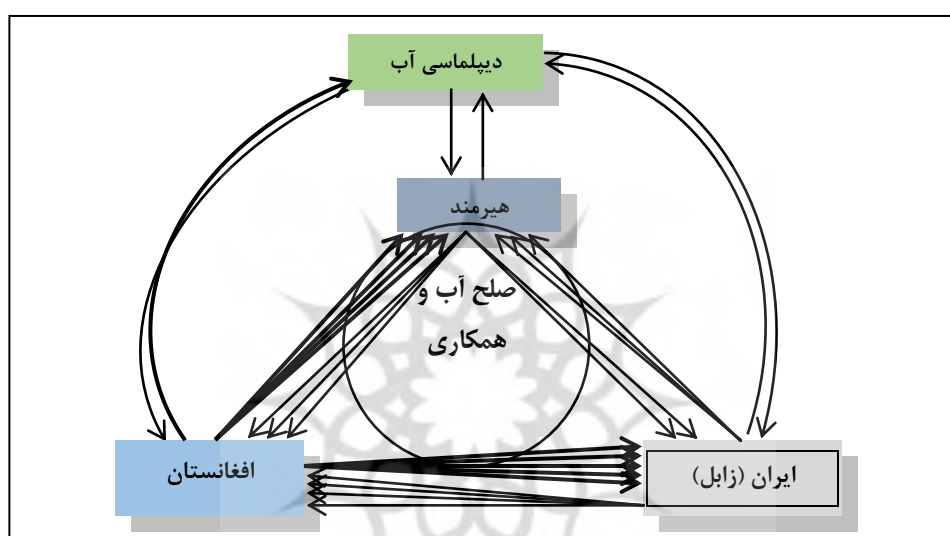 دیپلماسی آب
هیرمند
صلح آب و
همکاری
ایران (زابل)
افغانستان